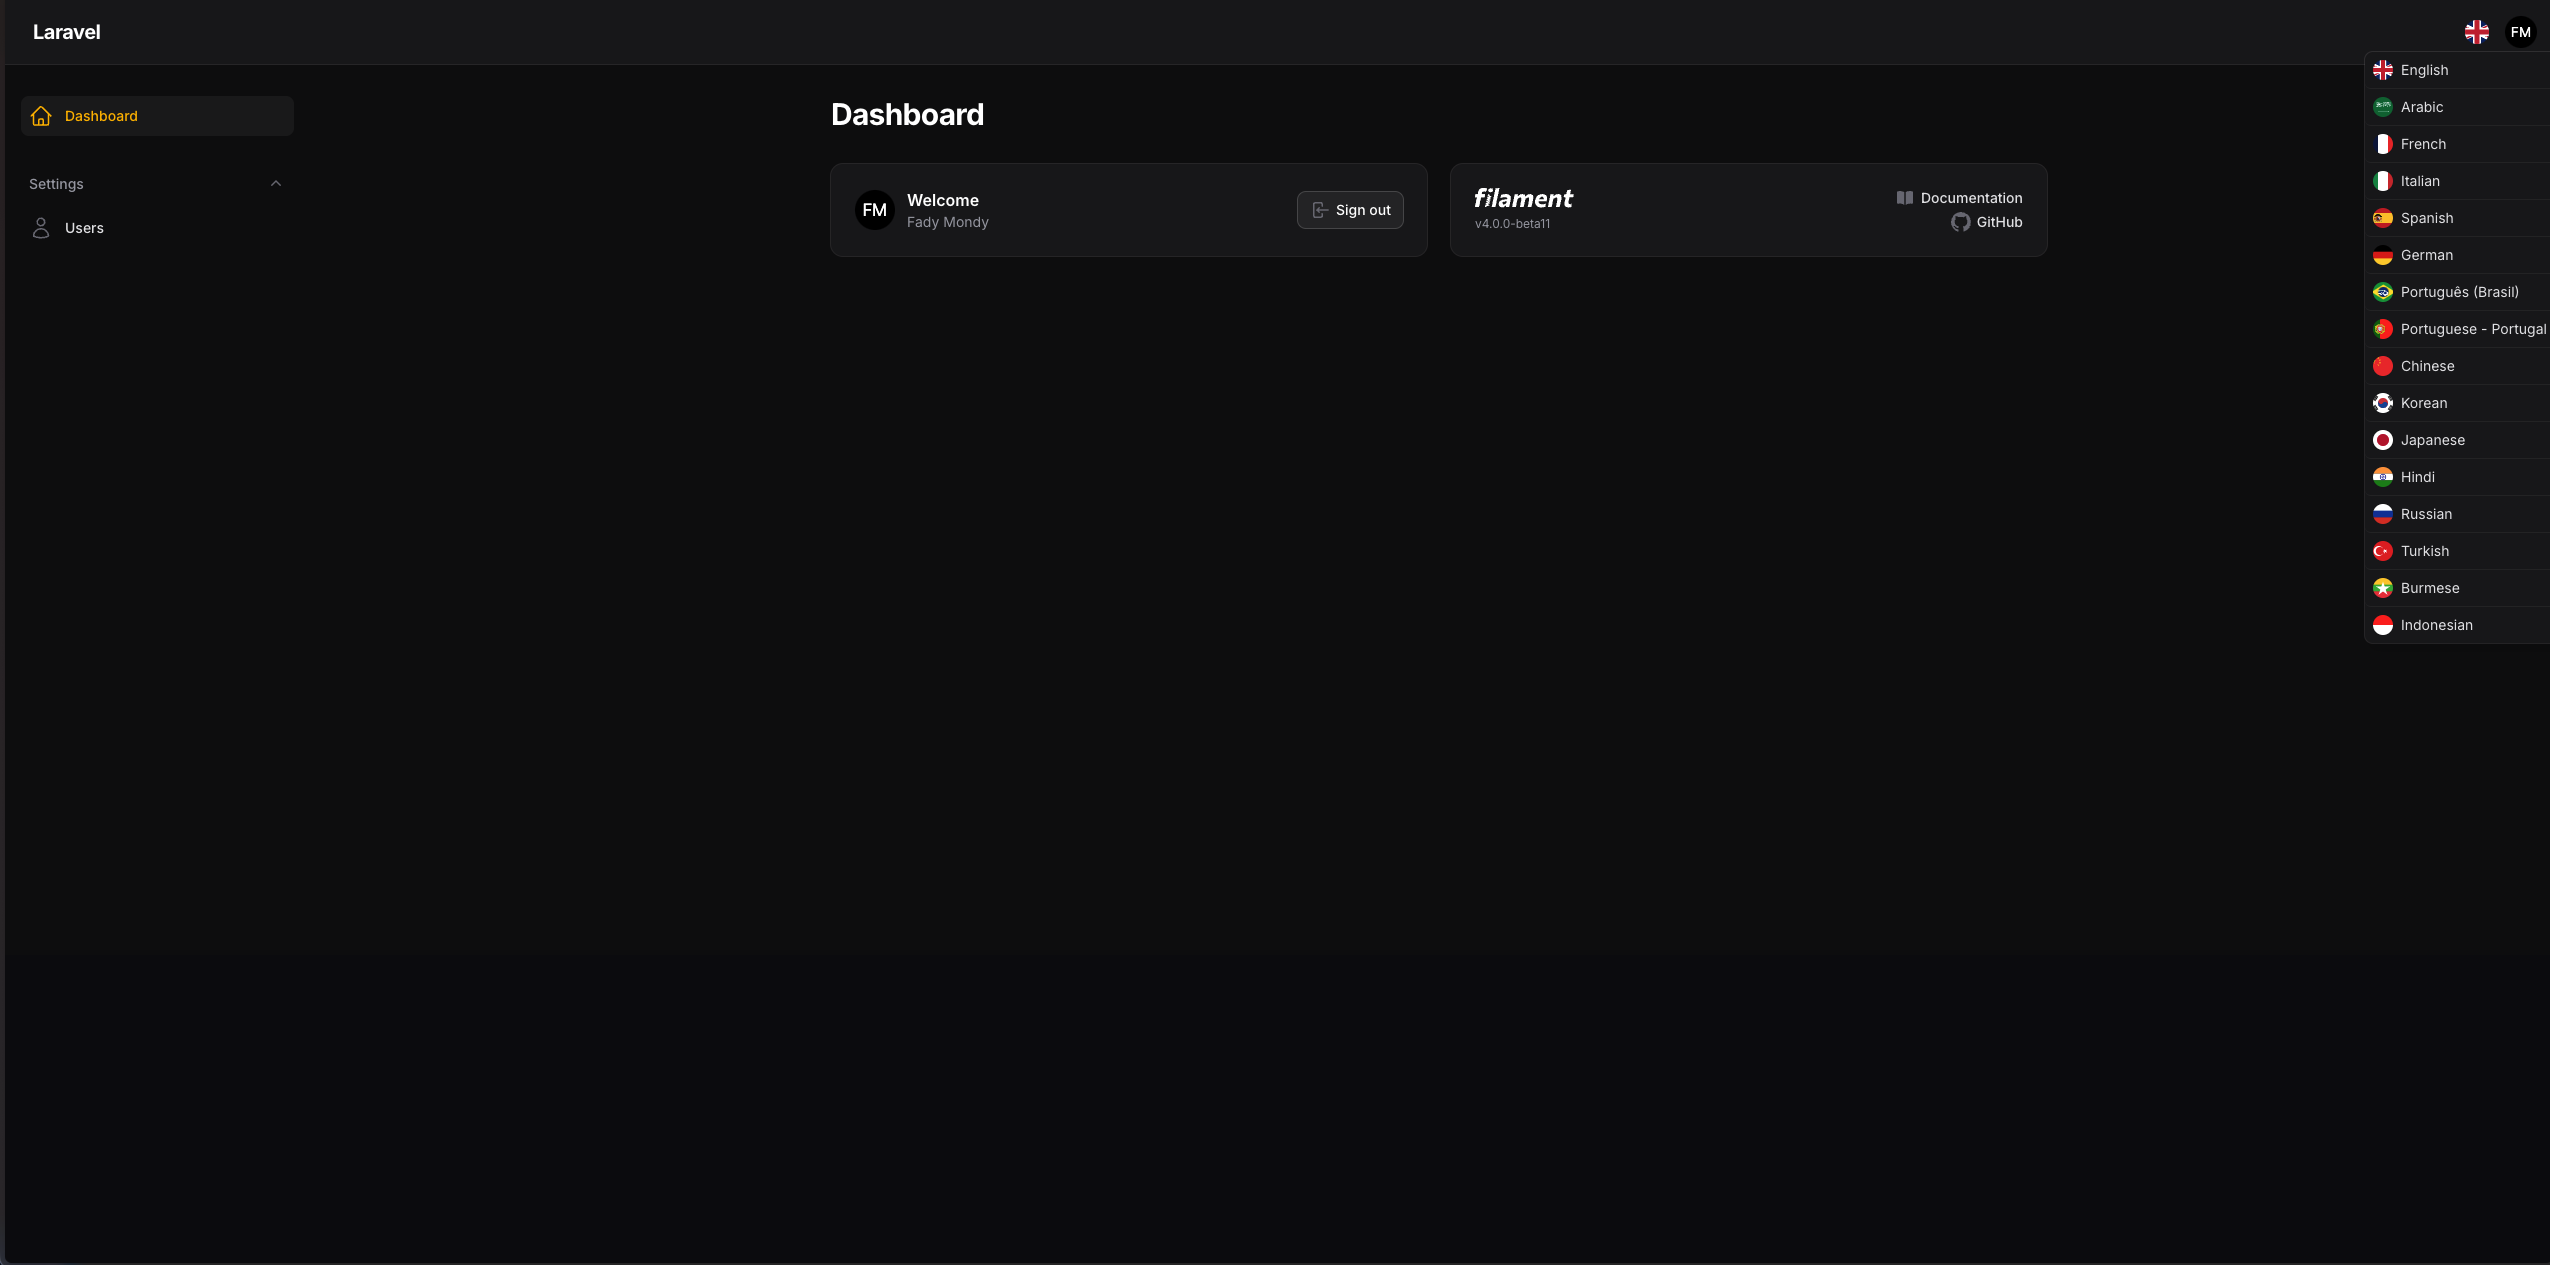 Laravel
FM
English
Arabic
French
Italian
Spanish
German
Português (Brasil)
Portuguese - Portugal
Chinese
Korean
Japanese
Hindi
Russian
Turkish
Burmese
Indonesian
Dashboard
Settings
Users
Dashboard
FM
Welcome
Fady Mondy
Sign out
filament
v4.0.0-beta11
Documentation
GitHub